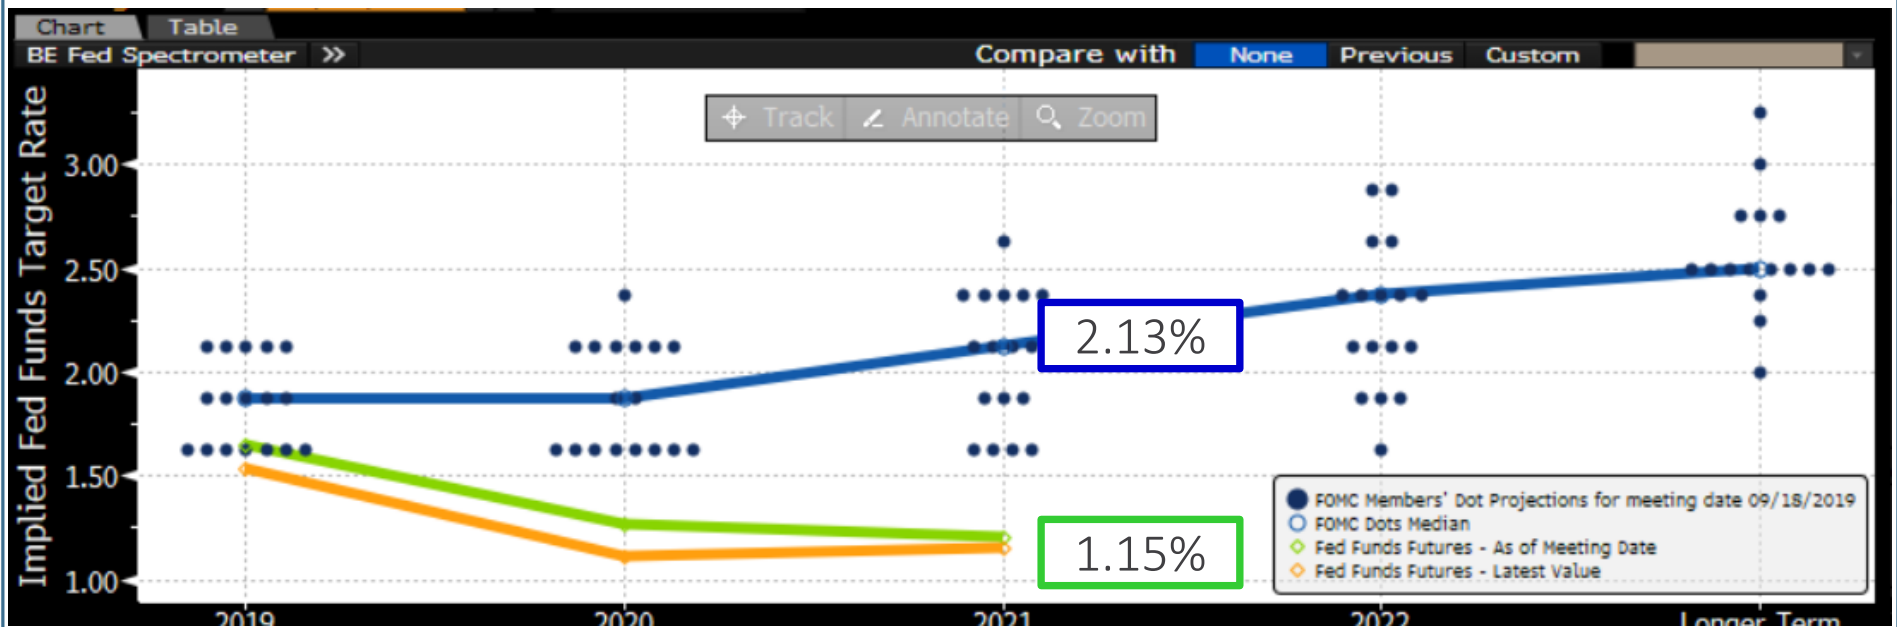 Chart Table
BE Fed Spectrometer >> Compare with None Previous Custom
Implied Fed Funds Target Rate
Track Annotate Zoom
3.00
2.50
2.00
1.50
1.00
2.13%
1.15%
FOMC Members' Dot Projections for meeting date 09/18/2019
FOMC Dots Median
Fed Funds Futures - As of Meeting Date
Fed Funds Futures - Latest Value
2019 2020 2021 2022 Longer Term